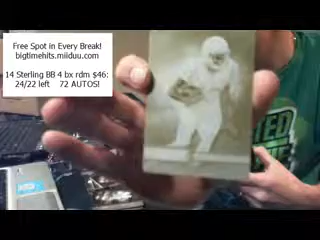 Free Spot in Every Break!
bigtimehits.miiduu.com
14 Sterling BB 4 bx rdm $46:
24/22 left 72 AUTOS!